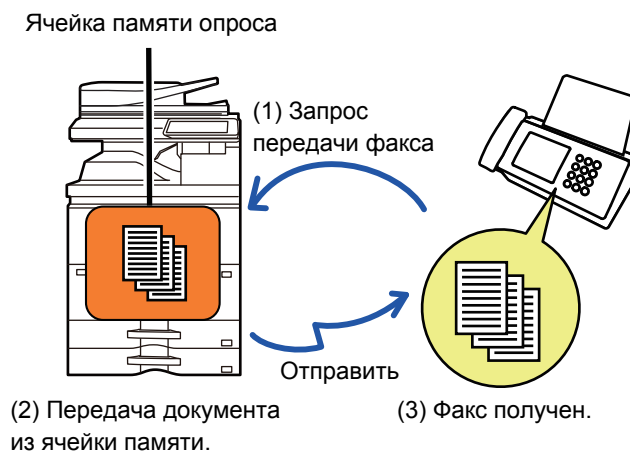 Ячейка памяти опроса
(1) Запрос
передачи факса
Отправить
(2) Передача документа
из ячейки памяти.
(3) Факс получен.